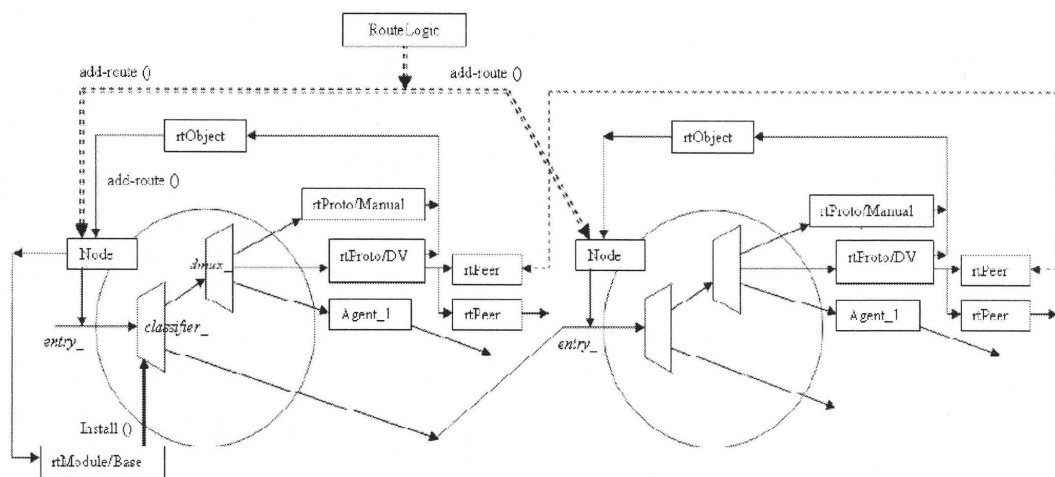 RouteLogic
add-route ()
add-route ()
rtObject
rtObject
add-route ()
rtProto/Manual
rtProto/Manual
Node
dmux_
rtProto/DV
rtPeer
Node
rtProto/DV
rtPeer
classifier_
Agent_1
rtPeer
Agent_1
rtPeer
entry_
entry_
Install ()
rtModule/Base